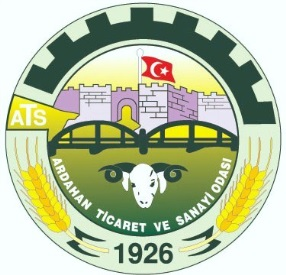 ATS
ARDAHAN TİCARET VE SANAYİ ODASI
1926